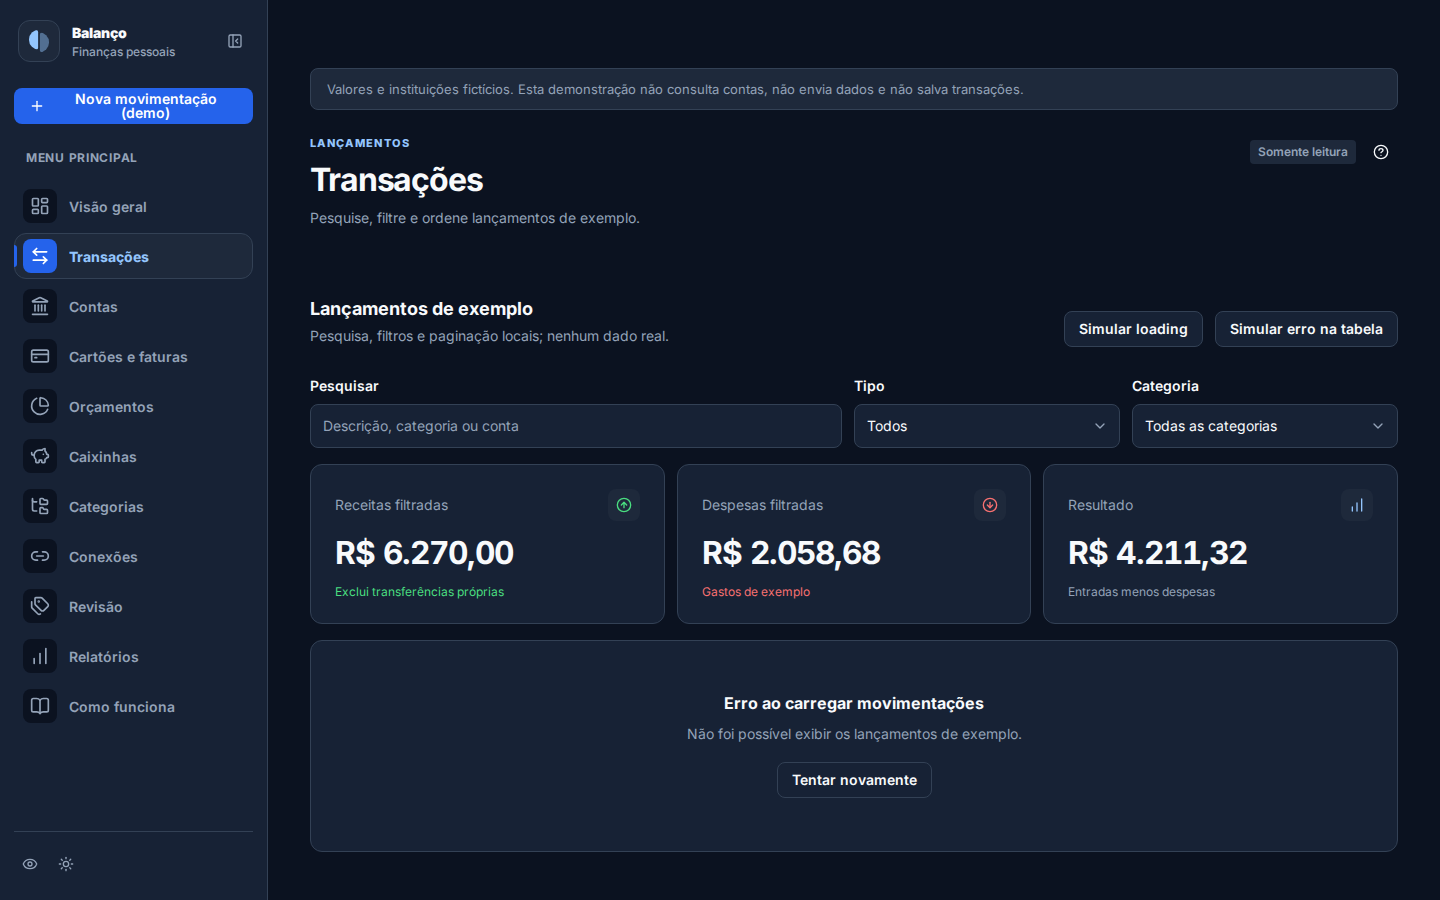 Balanço
Finanças pessoais
Nova movimentação
(demo)
MENU PRINCIPAL
Visão geral
Transações
Contas
Cartões e faturas
Orçamentos
Caixinhas
Categorias
Conexões
Revisão
Relatórios
Como funciona
Valores e instituições fictícios. Esta demonstração não consulta contas, não envia dados e não salva transações.
LANÇAMENTOS
Transações
Pesquise, filtre e ordene lançamentos de exemplo.
Somente leitura
Lançamentos de exemplo
Pesquisa, filtros e paginação locais; nenhum dado real.
Simular loading
Simular erro na tabela
Pesquisar
Descrição, categoria ou conta
Tipo
Todos
Categoria
Todas as categorias
Receitas filtradas
R$ 6.270,00
Exclui transferências próprias
Despesas filtradas
R$ 2.058,68
Gastos de exemplo
Resultado
R$ 4.211,32
Entradas menos despesas
Erro ao carregar movimentações
Não foi possível exibir os lançamentos de exemplo.
Tentar novamente